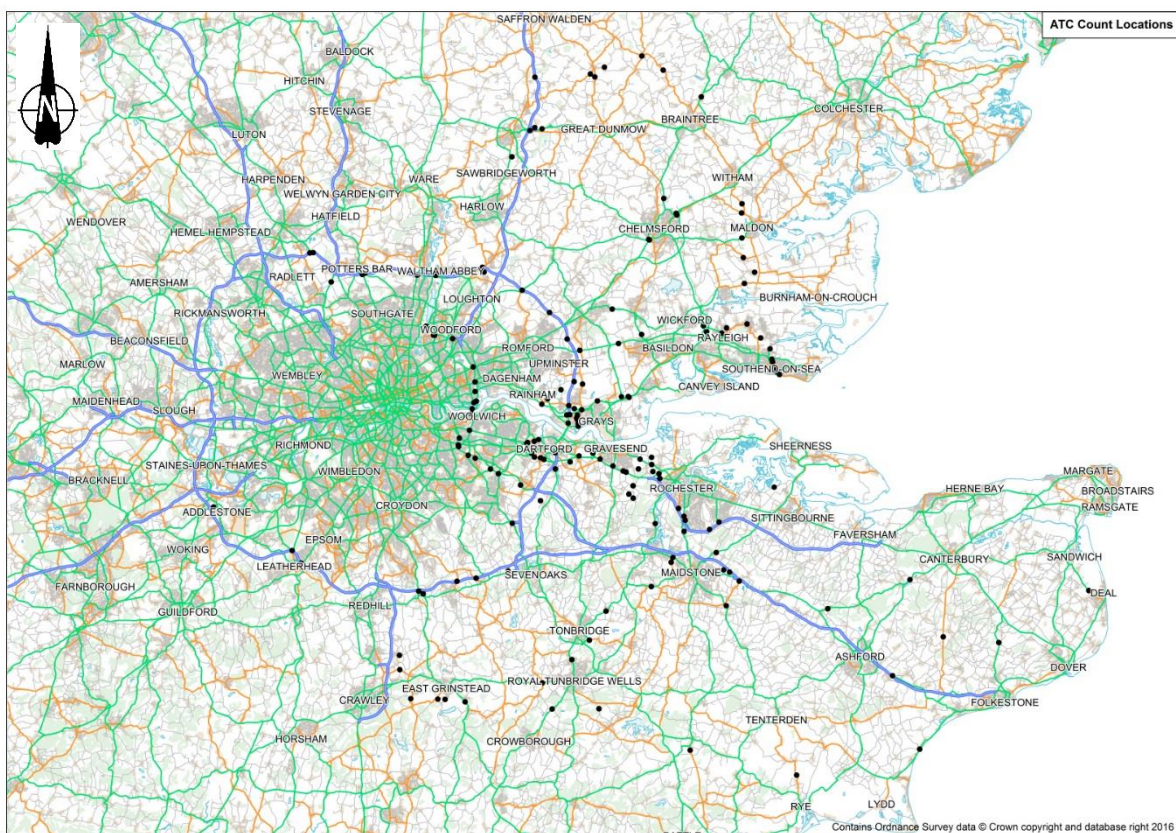 ATC Count Locations
SAFFRON WALDEN
BALDOCK
HITCHIN
STEVENAGE
COLCHESTER
LUTON
GREAT DUNMOW
BRAINTREE
HARPENDEN
WARE
SAWBRIDGEWORTH
WITHAM
WELWYN GARDEN CITY
HATFIELD
HARLOW
WENDOVER
HEMEL-HEMPSTEAD
CHELMSFORD
MALDON
POTTERS BAR
WALTHAM ABBEY
RADLETT
AMERSHAM
LOUGHTON
BURNHAM-ON-CROUCH
RICKMANSWORTH
SOUTHGATE
WICKFORD
WOODFORD
RAYLEIGH
BEACONSFIELD
ROMFORD
BASILDON
MARLOW
UPMINSTER
SOUTHEND-ON-SEA
WEMBLEY
DAGENHAM
CANVEY ISLAND
RAINHAM
MAIDENHEAD
SLOUGH
WOOLWICH
GRAYS
RICHMOND
DARTFORD
GRAVESEND
SHEERNESS
STAINES-UPON-THAMES
WIMBLEDON
MARGATE
BRACKNELL
ROCHESTER
HERNE BAY
BROADSTAIRS
CROYDON
RAMSGATE
ADDLESTONE
SITTINGBOURNE
EPSOM
FAVERSHAM
WOKING
CANTERBURY
SANDWICH
LEATHERHEAD
MAIDSTONE
SEVENOAKS
FARNBOROUGH
DEAL
GUILDFORD
REDHILL
TONBRIDGE
ASHFORD
DOVER
ROYAL TUNBRIDGE WELLS
EAST GRINSTEAD
CRAWLEY
FOLKESTONE
TENTERDEN
HORSHAM
CROWBOROUGH
RYE
LYDD
Contains Ordnance Survey data © Crown copyright and database right 2016
N